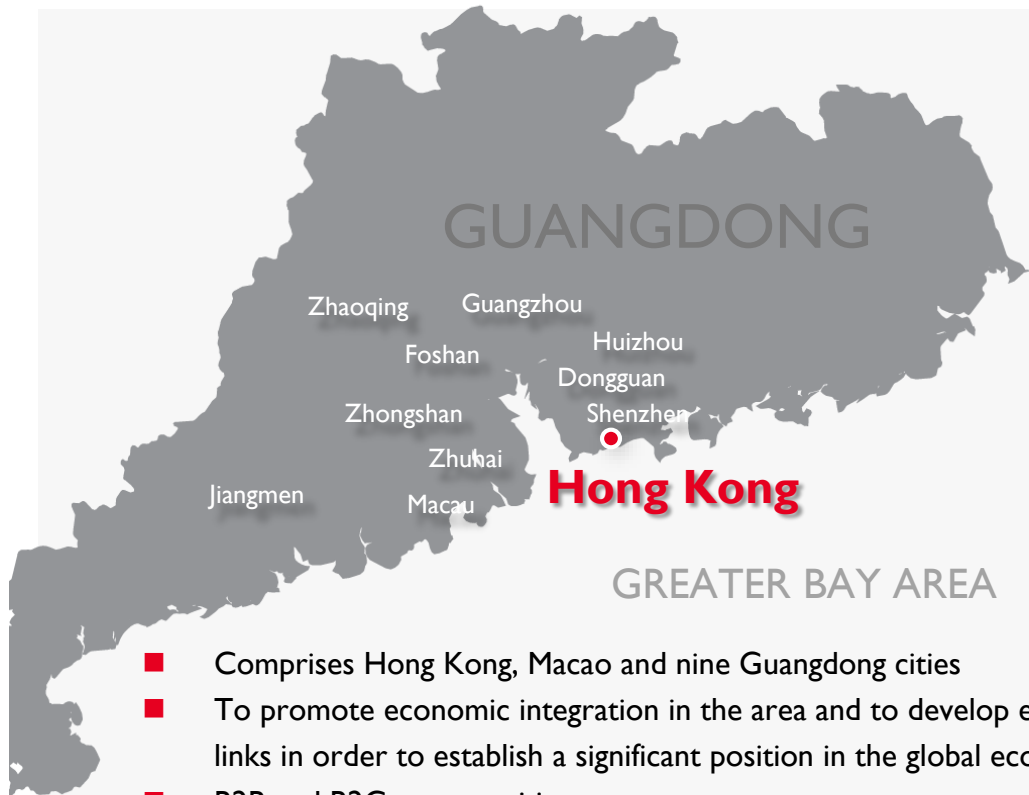 GUANGDONG
Zhaoqing
Guangzhou
Huizhou
Foshan
Dongguan
Zhongshan
Shenzhen
Zhuhai
Hong Kong
Jiangmen
Macau
GREATER BAY AREA
Comprises Hong Kong, Macao and nine Guangdong cities
To promote economic integration in the area and to develop
links in order to establish a significant position in the global